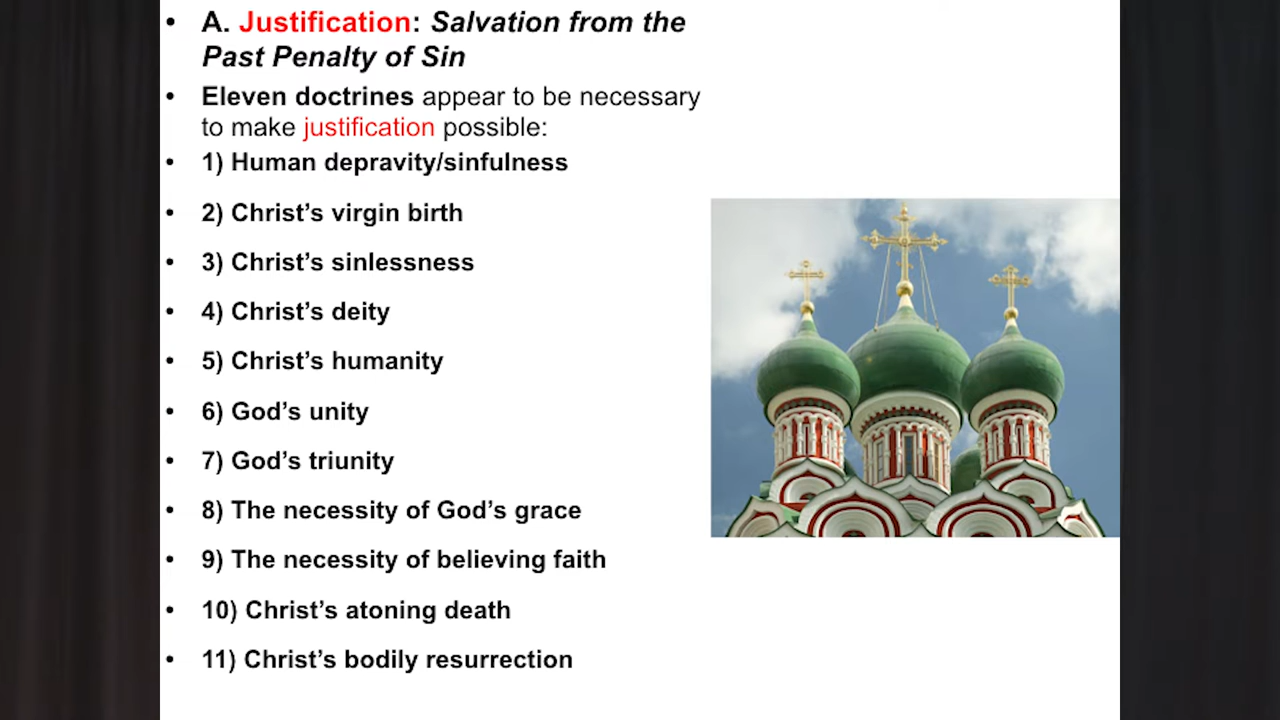 • A. Justification: Salvation from the
Past Penalty of Sin
• Eleven doctrines appear to be necessary
to make justification possible:
• 1) Human depravity/sinfulness
• 2) Christ’s virgin birth
• 3) Christ’s sinlessness
• 4) Christ’s deity
• 5) Christ’s humanity
• 6) God’s unity
• 7) God’s triunity
• 8) The necessity of God’s grace
• 9) The necessity of believing faith
• 10) Christ’s atoning death
• 11) Christ’s bodily resurrection